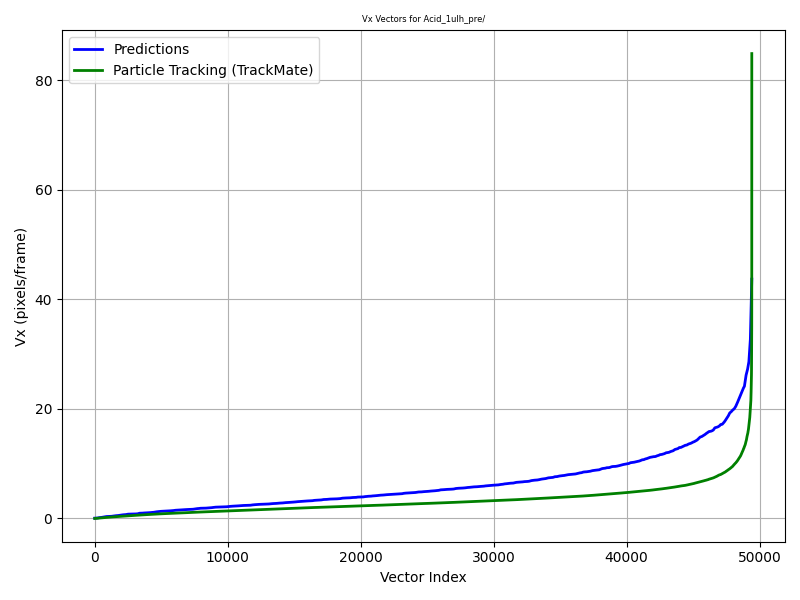 Vx Vectors for Acid_1ulh_pre/
Predictions
Particle Tracking (TrackMate)
Vx (pixels/frame)
80
60
40
20
0
0 10000 20000 30000 40000 50000
Vector Index